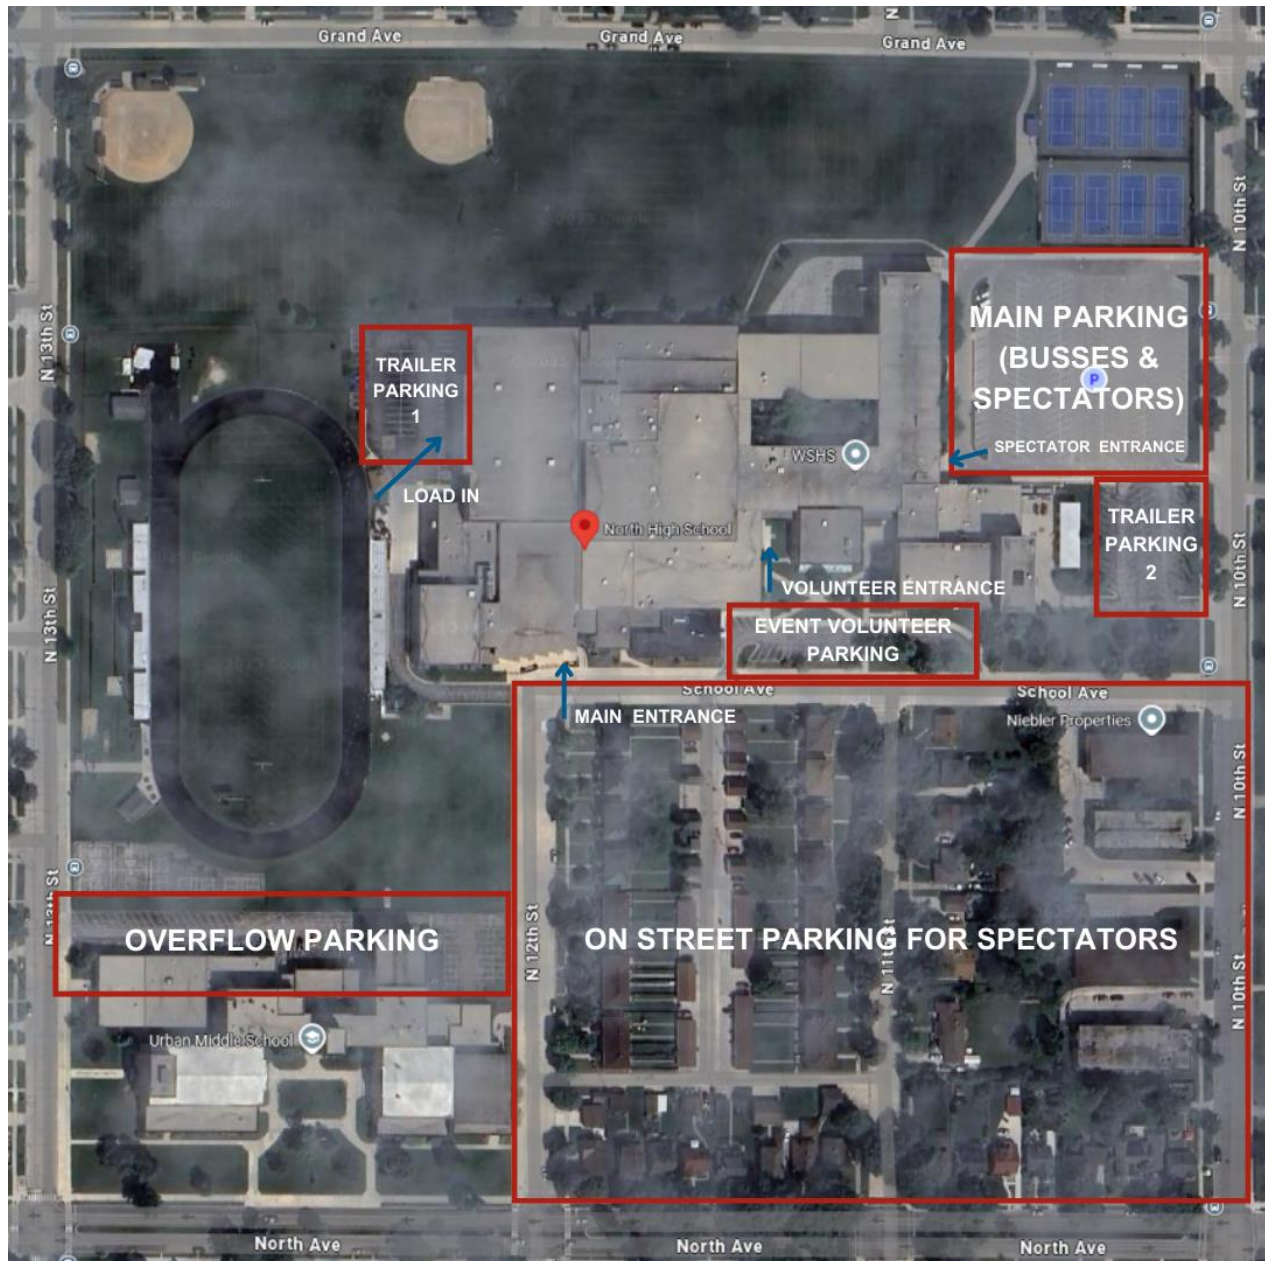 Grand Ave
Grand Ave
Grand Ave
N
N 10th St
N 13th St
TRAILER
PARKING
1
MAIN PARKING
(BUSSES &
SPECTATORS)
P
SPECTATOR ENTRANCE
WSHS
LOAD IN
North High School
TRAILER
PARKING
2
N 13th St
N 10th St
VOLUNTEER ENTRANCE
EVENT VOLUNTEER
PARKING
School Ave
School Ave
MAIN ENTRANCE
Niebler Properties
N 10th St
N 13th St
OVERFLOW PARKING
N 12th St
ON STREET PARKING FOR SPECTATORS
N 11th St
N 10th St
Urban Middle School
North Ave
North Ave
North Ave